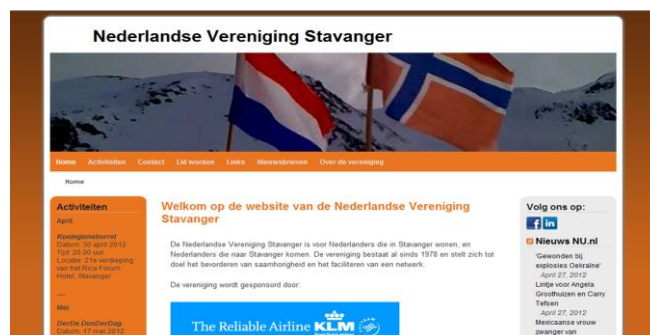 Nederlandse Vereniging Stavanger
Home Activiteiten Contact Lid worden Links Nieuwsbrieven Over de vereniging
Home
Activiteiten
April
Koninginneborrel
Datum: 30 april 2012
Tijd: 20.00 uur
Locatie: 21e verdieping
van het Rica Forum
Hotel, Stavanger
Mei
DerDe DonDerDag
Datum: 17 mei 2012
Welkom op de website van de Nederlandse Vereniging
Stavanger
De Nederlandse Vereniging Stavanger is voor Nederlanders die in Stavanger wonen, en
Nederlanders die naar Stavanger komen. De vereniging bestaat al sinds 1978 en stelt zich tot
doel het bevorderen van saamhorigheid en het faciliteren van een netwerk.
De vereniging wordt gesponsord door:
The Reliable Airline KLM
Volg ons op:
f in
Nieuws NU.nl
'Gewonden bij
explosies Oekraïne'
April 27, 2012
Lintje voor Angela
Groothuizen en Carry
Tefsen
April 27, 2012
Mexicaanse vrouw
zwanger van